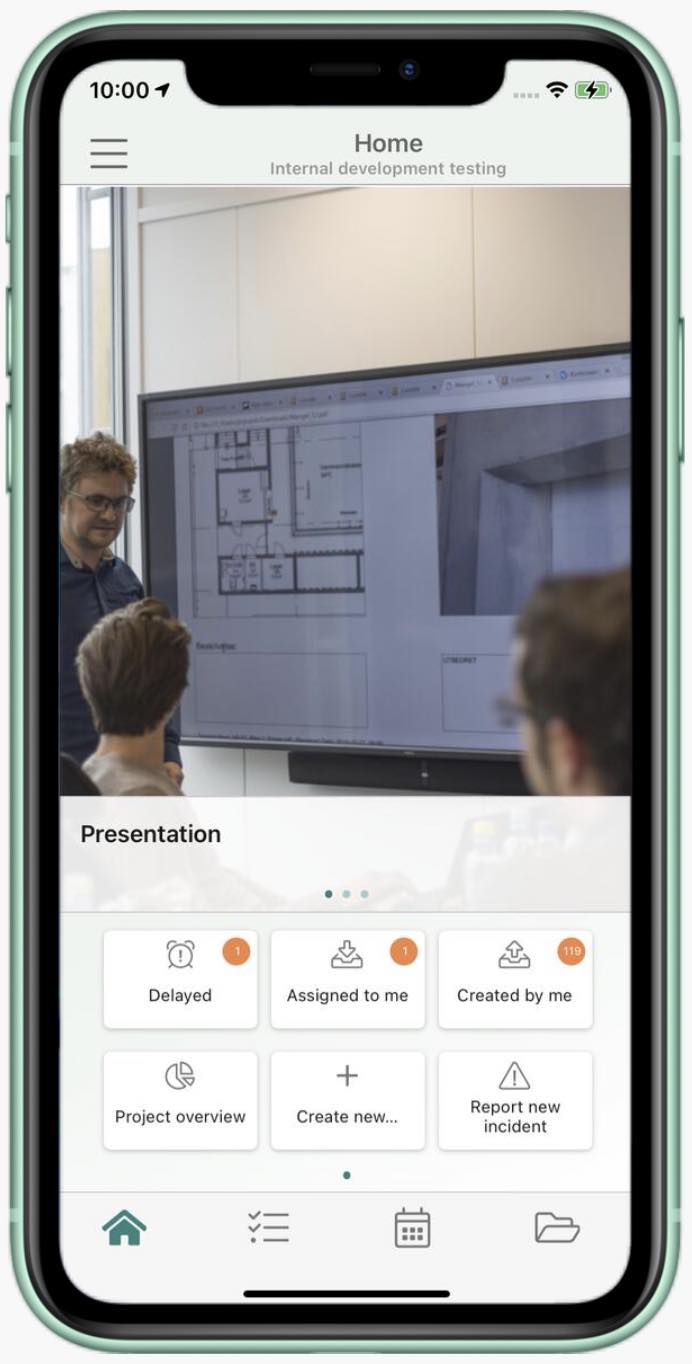 10:00
Home
Internal development testing
UTBEDRET
Presentation
1
Delayed
1
Assigned to me
119
Created by me
Project overview
Create new...
Report new
incident